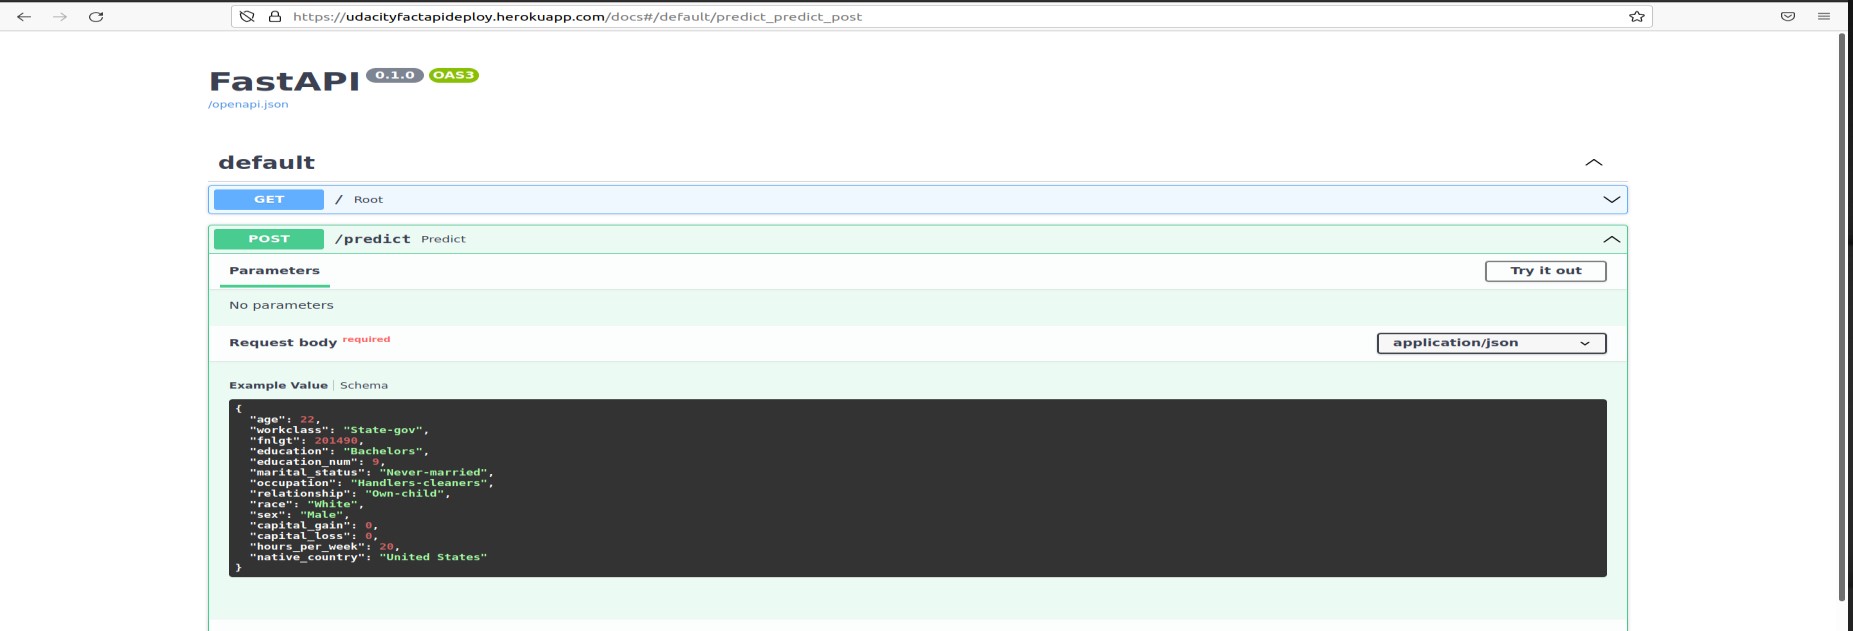 https://udacityfactapideploy.herokuapp.com/docs#/default/predict_predict_post
FastAPI 0.1.0 OAS3
/openapi.json
default
GET / Root
POST /predict Predict
Parameters Try it out
No parameters
Request body required application/json
Example Value | Schema
{
"age": 22,
"workclass": "State-gov",
"fnlgt": 201490,
"education": "Bachelors",
"education_num": 9,
"marital_status": "Never-married",
"occupation": "Handlers-cleaners",
"relationship": "Own-child",
"race": "White",
"sex": "Male",
"capital_gain": 0,
"capital_loss": 0,
"hours_per_week": 20,
"native_country": "United States"
}